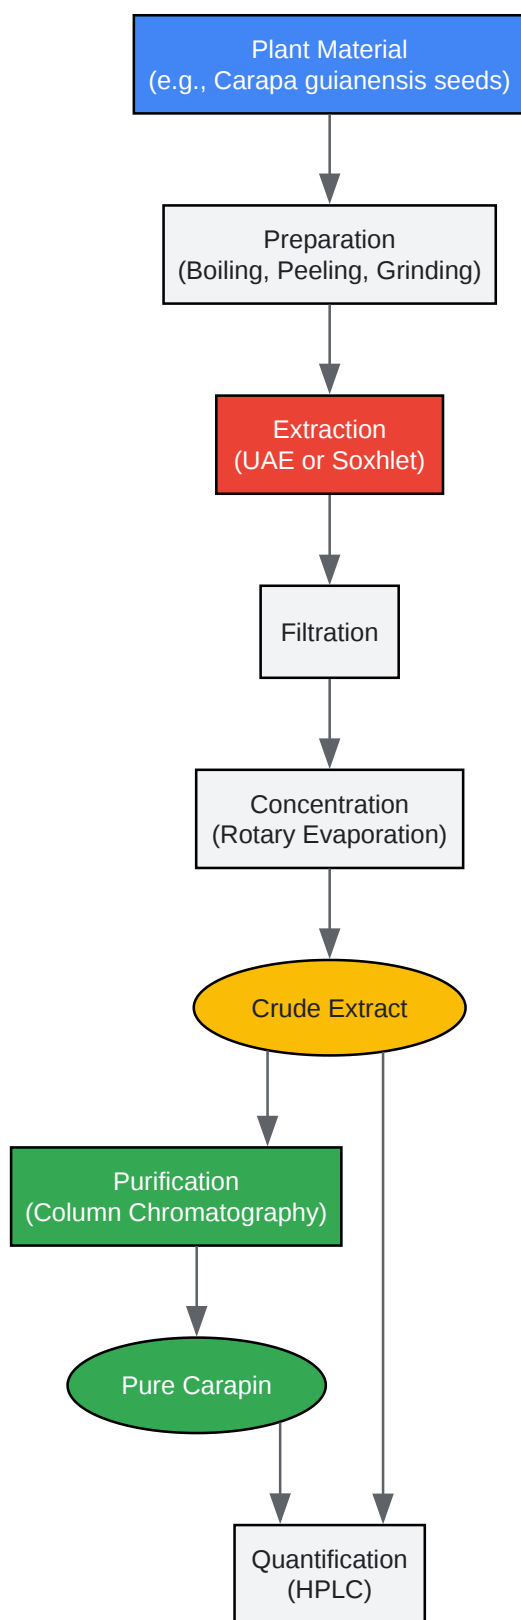 Plant Material
(e.g., Carapa guianensis seeds)
Preparation
(Boiling, Peeling, Grinding)
Extraction
(UAE or Soxhlet)
Filtration
Concentration
(Rotary Evaporation)
Crude Extract
Purification
(Column Chromatography)
Pure Carapin
Quantification
(HPLC)